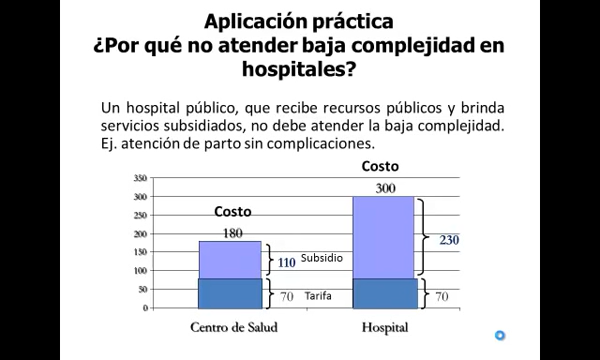 Aplicación práctica
¿Por qué no atender baja complejidad en
hospitales?
Un hospital público, que recibe recursos públicos y brinda
servicios subsidiados, no debe atender la baja complejidad.
Ej. atención de parto sin complicaciones.
Costo
350
300
300
250
Costo
200
180
230
150
110 Subsidio
100
50
70 Tarifa
70
0
Centro de Salud
Hospital